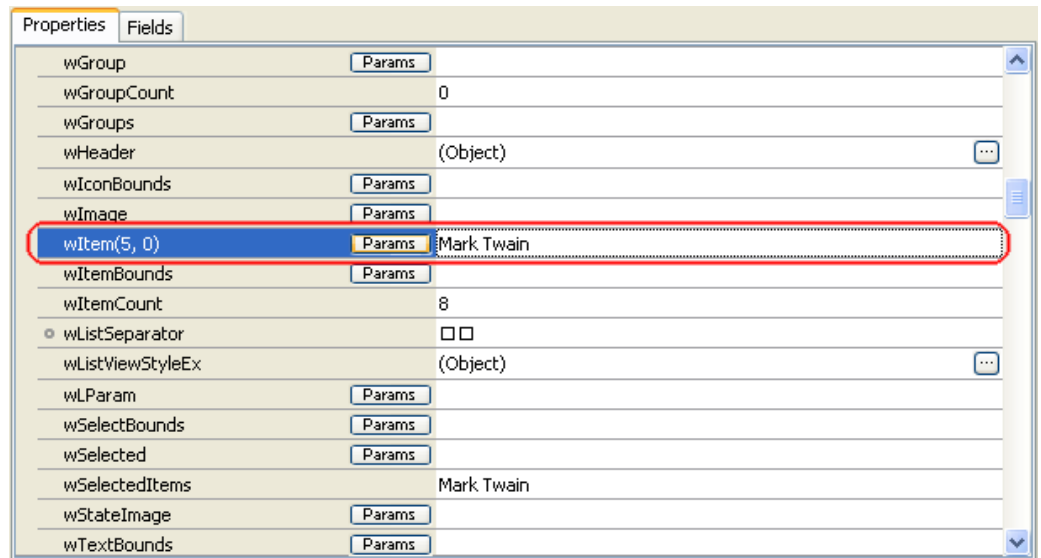 Properties Fields
wGroup Params
wGroupCount 0
wGroups Params
wHeader (Object) ...
wIconBounds Params
wImage Params
wItem(5, 0) Params Mark Twain
wItemBounds Params
wItemCount 8
wListSeparator □□
wListViewStyleEx (Object) ...
wLParam Params
wSelectBounds Params
wSelected Params
wSelectedItems Mark Twain
wStateImage Params
wTextBounds Params